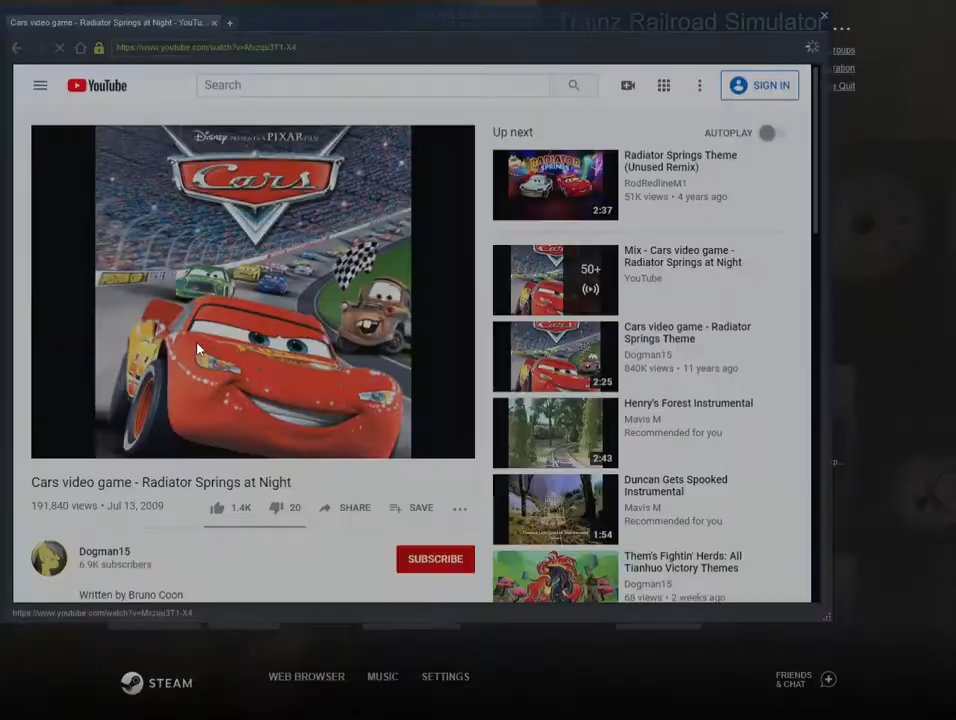 Trainz Railroad Simulator
Cars video game - Radiator Springs at Night - YouTu...
https://www.youtube.com/watch?v=Mxzqu3T1-X4
oups
ration
Quit
YouTube
Search
SIGN IN
DISNEY PRESENTS A PIXAR FILM
Cars
Up next
AUTOPLAY
RADIATOR SPRINGS
2:37
Radiator Springs Theme
(Unused Remix)
RodRedlineM1
51K views • 4 years ago
50+
Mix - Cars video game -
Radiator Springs at Night
YouTube
2:25
Cars video game - Radiator
Springs Theme
Dogman15
840K views • 11 years ago
2:43
Henry's Forest Instrumental
Mavis M
Recommended for you
1:54
Duncan Gets Spooked
Instrumental
Mavis M
Recommended for you
Them's Fightin' Herds: All
Tianhuo Victory Themes
Dogman15
68 views • 2 weeks ago
Cars video game - Radiator Springs at Night
191,840 views • Jul 13, 2009
1.4K
20
SHARE
SAVE
Dogman15
6.9K subscribers
SUBSCRIBE
Written by Bruno Coon
https://www.youtube.com/watch?v=Mxzqu3T1-X4
STEAM
WEB BROWSER
MUSIC
SETTINGS
FRIENDS
& CHAT